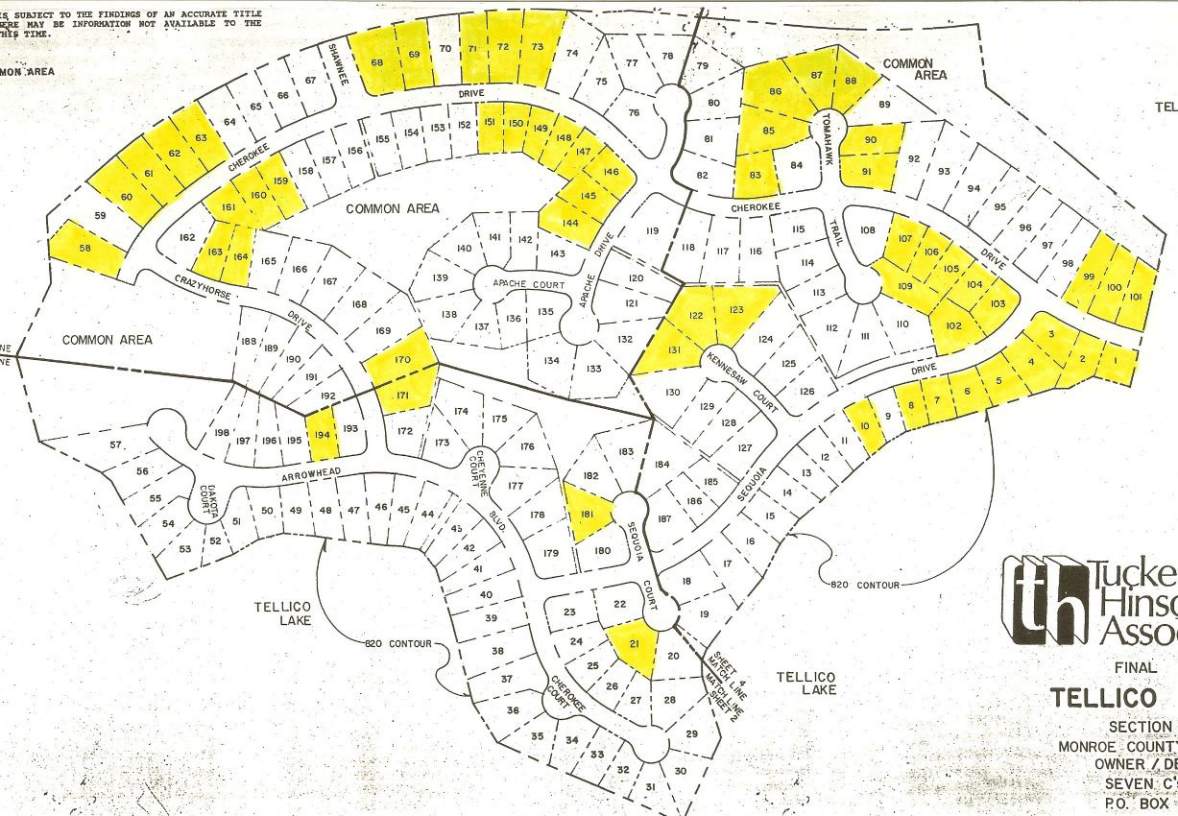 IS SUBJECT TO THE FINDINGS OF AN ACCURATE TITLE
THERE MAY BE INFORMATION NOT AVAILABLE TO THE
THIS TIME.
MON AREA
SHAWNEE
DRIVE
CHEROKEE
58 59 60 61 62 63 64 65 66 67 68 69 70 71 72 73 74 75 76 77 78
79 80 81 82 83 84 85 86 87 88 89 90 91 92 93 94 95 96 97 98 99 100 101
COMMON
AREA
TEL
TOMAHAWK
TRAIL
CHEROKEE
DRIVE
144 145 146 147 148 149 150 151 152 153 154 155 156 157 158 159 160 161 162
COMMON AREA
163 164 165 166 167 168 169 170 171
CRAZYHORSE
DRIVE
COMMON AREA
NE
NE
119 120 121 132 133 134 135 136 137 138 139 140 141 142 143
APACHE COURT
APACHE DRIVE
102 103 104 105 106 107 108 109 110 111 112 113 114 115 116 117 118
122 123 124 125 126 127 128 129 130 131
KENNESAW COURT
DRIVE
SEQUOIA
1 2 3 4 5 6 7 8 9 10 11 12 13 14 15 16 17 18 19
188 189 190 191 192 193 194 195 196 197 198
172 173 174 175 176 177 178 179 180 181 182 183 184 185 186 187
CHEYENNE
COURT
ARROWHEAD
BLVD.
DAKOTA
COURT
SEQUOIA
COURT
57 56 55 54 53 52 51 50 49 48 47 46 45 44 43 42 41 40 39 38 37 36 35 34 33 32 31 30 29 28 27 26 25 24 23 22 21 20
CHEROKEE
COURT
TELLICO
LAKE
820 CONTOUR
820 CONTOUR
SHEET 4
MATCH LINE
MATCH LINE
SHEET 2
TELLICO
LAKE
th
Tucke
Hinso
Assoc
FINAL
TELLICO
SECTION
MONROE COUNTY
OWNER / DE
SEVEN C'
P.O. BOX